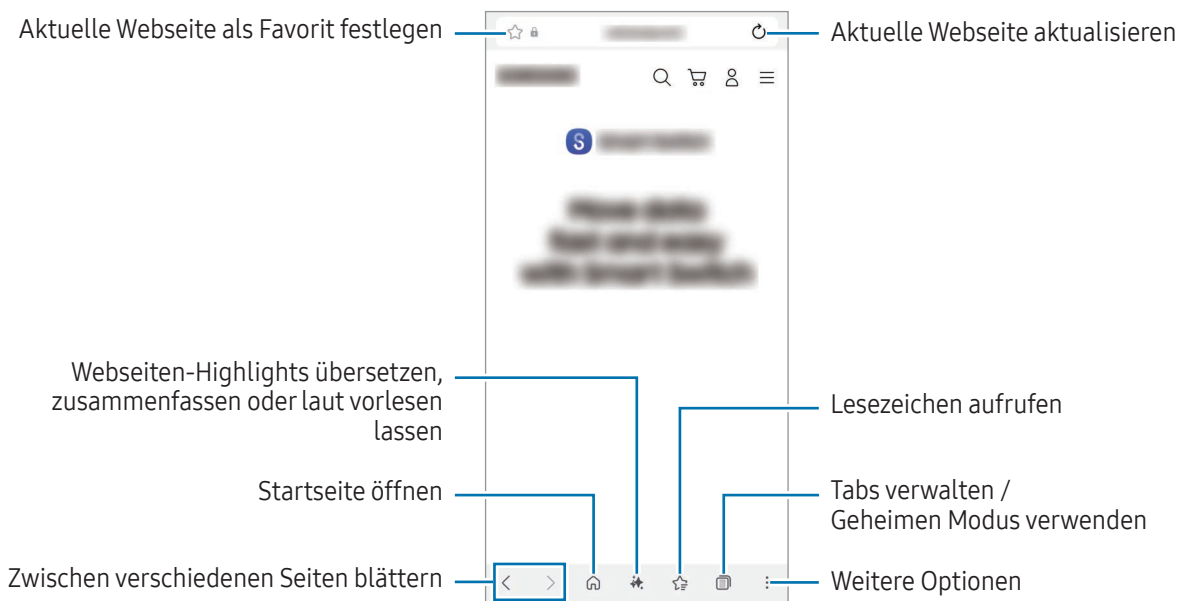 Aktuelle Webseite als Favorit festlegen
Aktuelle Webseite aktualisieren
S
Webseiten-Highlights übersetzen,
zusammenfassen oder laut vorlesen
lassen
Lesezeichen aufrufen
Startseite öffnen
Tabs verwalten /
Geheimen Modus verwenden
Zwischen verschiedenen Seiten blättern
Weitere Optionen